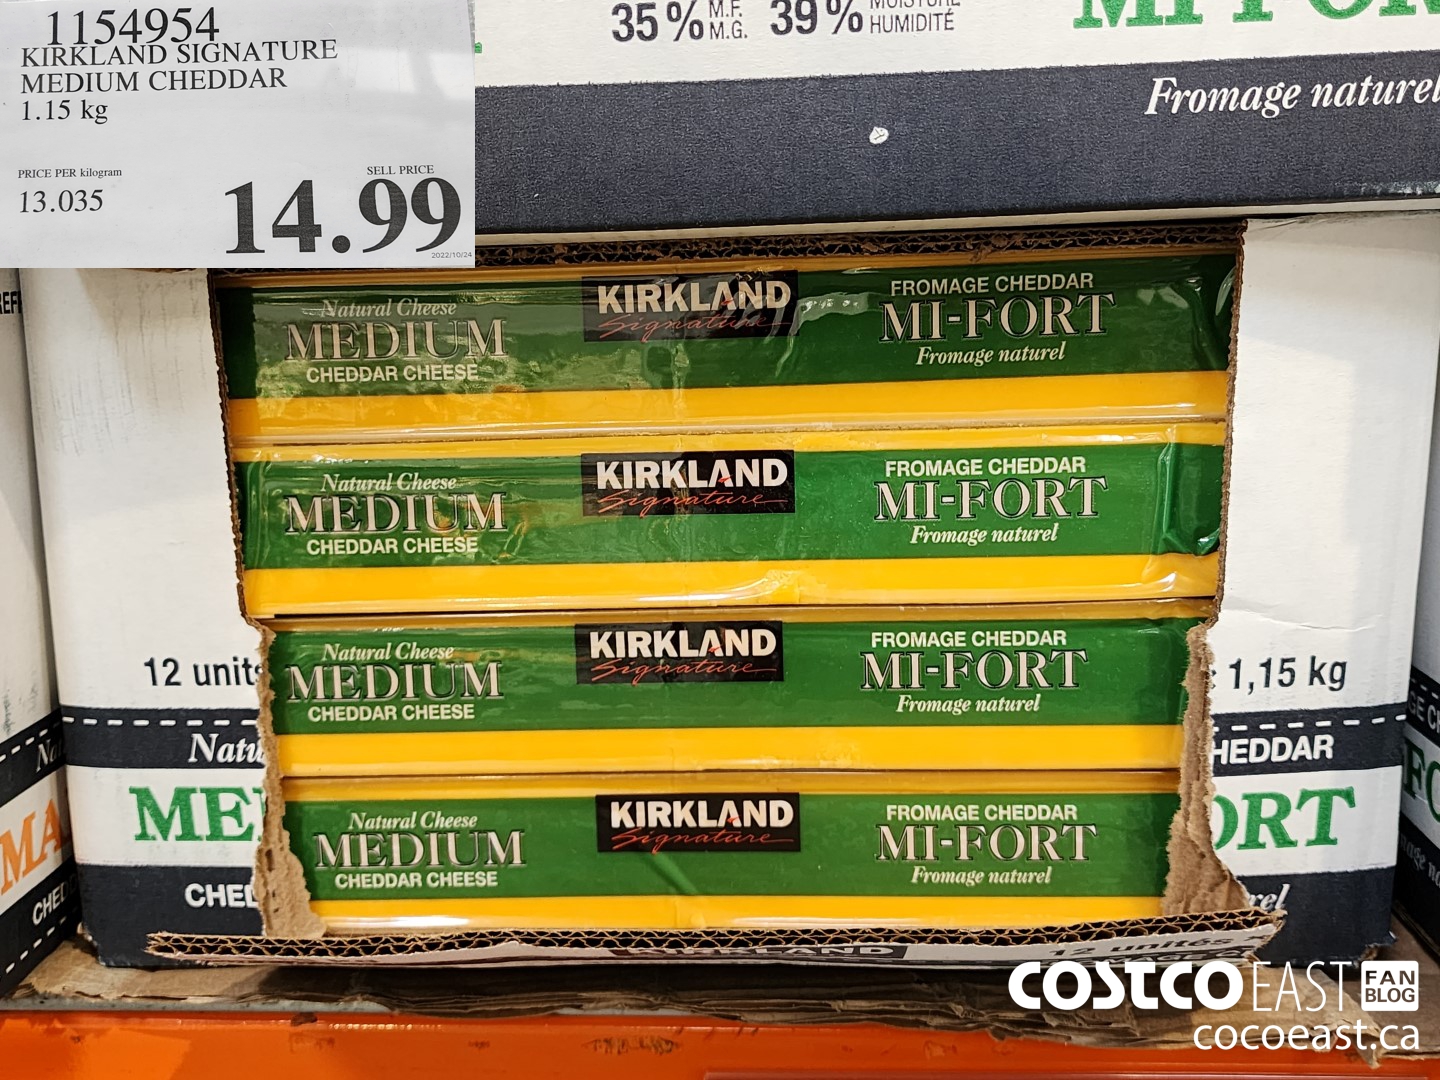 1154954
KIRKLAND SIGNATURE
MEDIUM CHEDDAR
1.15 kg
PRICE PER kilogram
13.035
SELL PRICE
14.99
2022/10/24
35% M.F. M.G. 39% HUMIDITÉ
Fromage naturel
Natural Cheese
MEDIUM
CHEDDAR CHEESE
KIRKLAND
Signature
FROMAGE CHEDDAR
MI-FORT
Fromage naturel
Natural Cheese
MEDIUM
CHEDDAR CHEESE
KIRKLAND
Signature
FROMAGE CHEDDAR
MI-FORT
Fromage naturel
Natural Cheese
MEDIUM
CHEDDAR CHEESE
KIRKLAND
Signature
FROMAGE CHEDDAR
MI-FORT
Fromage naturel
Natural Cheese
MEDIUM
CHEDDAR CHEESE
KIRKLAND
Signature
FROMAGE CHEDDAR
MI-FORT
Fromage naturel
12 units
1,15 kg
HEDDAR
ORT
KIRKLAND
12 unités
COSTCO EAST FAN BLOG
cocoeast.ca